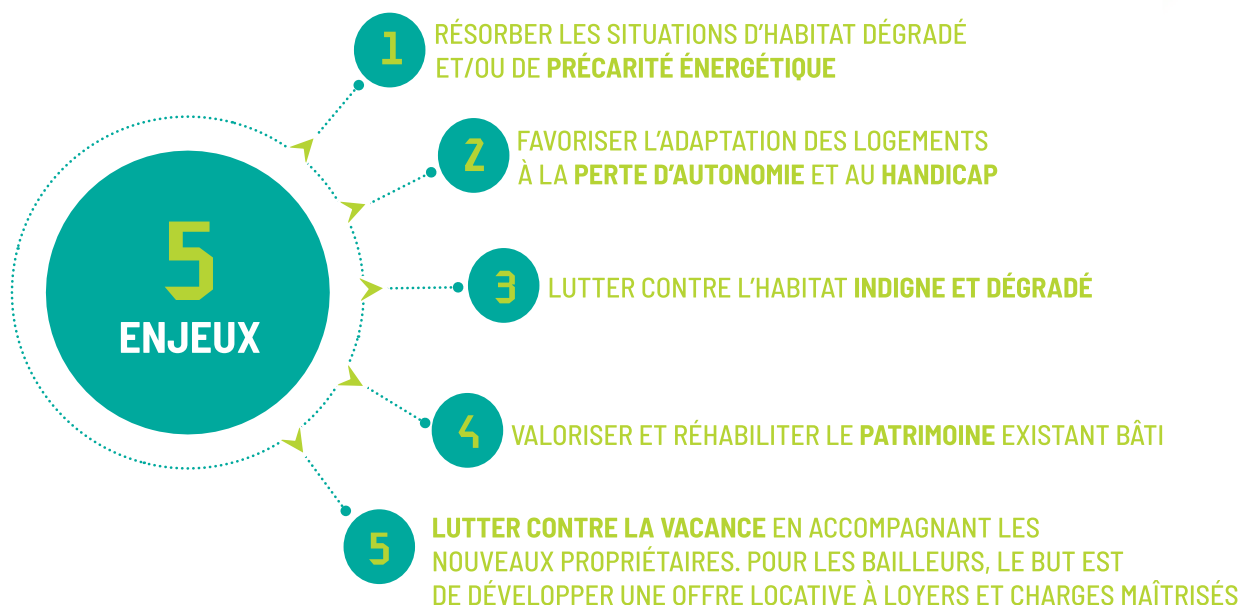 5
ENJEUX
1
RÉSORBER LES SITUATIONS D'HABITAT DÉGRADÉ
ET/OU DE PRÉCARITÉ ÉNERGÉTIQUE
2
FAVORISER L'ADAPTATION DES LOGEMENTS
À LA PERTE D'AUTONOMIE ET AU HANDICAP
3
LUTTER CONTRE L'HABITAT INDIGNE ET DÉGRADÉ
4
VALORISER ET RÉHABILITER LE PATRIMOINE EXISTANT BÂTI
5
LUTTER CONTRE LA VACANCE EN ACCOMPAGNANT LES
NOUVEAUX PROPRIÉTAIRES. POUR LES BAILLEURS, LE BUT EST
DE DÉVELOPPER UNE OFFRE LOCATIVE À LOYERS ET CHARGES MAÎTRISÉS